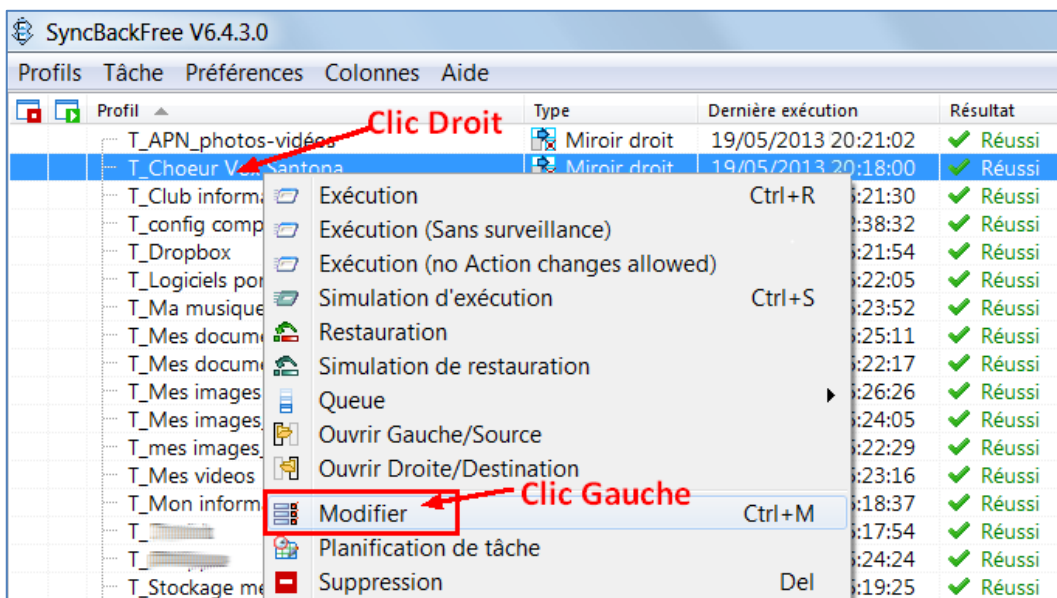 SyncBackFree V6.4.3.0
Profils Tâche Préférences Colonnes Aide
Profil Type Dernière exécution Résultat
Clic Droit
T_APN_photos-vidéos Miroir droit 19/05/2013 20:21:02 Réussi
T_Choeur Santona Miroir droit 19/05/2013 20:18:00 Réussi
T_Club informa :21:30 Réussi
T_config comp :38:32 Réussi
T_Dropbox :21:54 Réussi
T_Logiciels por :22:05 Réussi
T_Ma musique :23:52 Réussi
T_Mes docume :25:11 Réussi
T_Mes docume :22:17 Réussi
T_Mes images :26:26 Réussi
T_Mes images_ :24:05 Réussi
T_mes images_ :22:29 Réussi
T_Mes videos :23:16 Réussi
T_Mon inform :18:37 Réussi
T_ :17:54 Réussi
T_ :24:24 Réussi
T_Stockage me :19:25 Réussi
Exécution Ctrl+R
Exécution (Sans surveillance)
Exécution (no Action changes allowed)
Simulation d'exécution Ctrl+S
Restauration
Simulation de restauration
Queue
Ouvrir Gauche/Source
Ouvrir Droite/Destination
Clic Gauche
Modifier Ctrl+M
Planification de tâche
Suppression Del